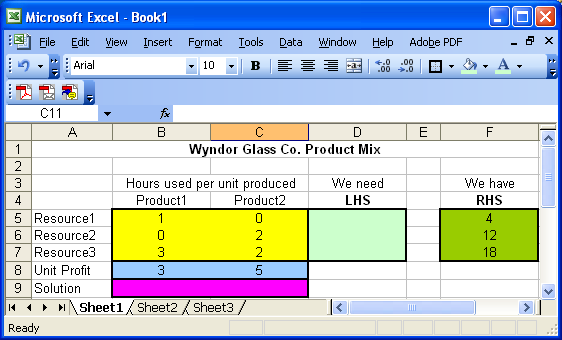 Microsoft Excel - Book1
File Edit View Insert Format Tools Data Window Help Adobe PDF
Arial 10 B
C11 fx
A B C D E F
1 Wyndor Glass Co. Product Mix
2
3 Hours used per unit produced We need We have
4 Product1 Product2 LHS RHS
5 Resource1 1 0 4
6 Resource2 0 2 12
7 Resource3 3 2 18
8 Unit Profit 3 5
9 Solution
Sheet1 Sheet2 Sheet3
Ready